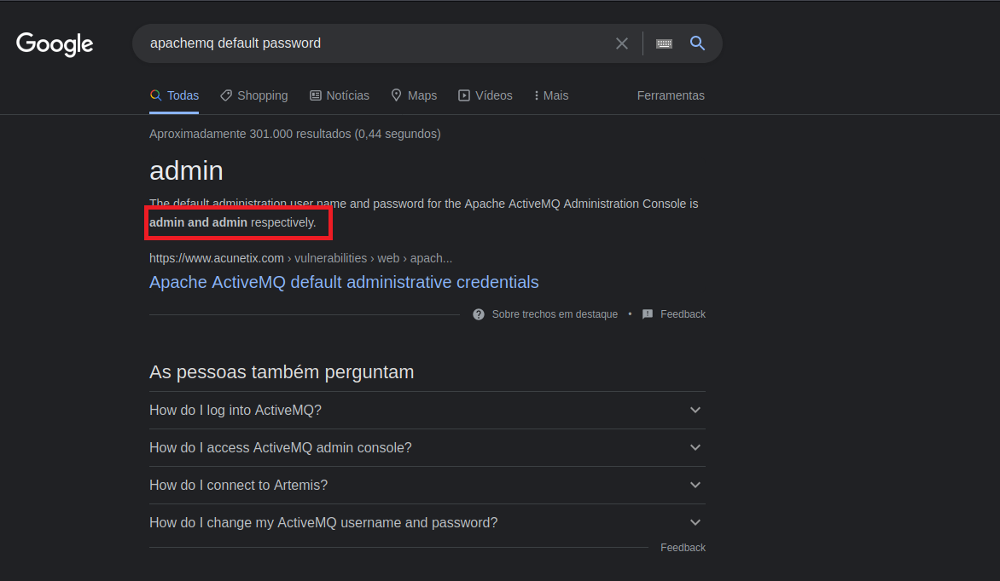 Google
apachemq default password
Todas Shopping Notícias Maps Vídeos Mais Ferramentas
Aproximadamente 301.000 resultados (0,44 segundos)
admin
The default administration user name and password for the Apache ActiveMQ Administration Console is
admin and admin respectively.
https://www.acunetix.com › vulnerabilities › web › apach...
Apache ActiveMQ default administrative credentials
Sobre trechos em destaque • Feedback
As pessoas também perguntam
How do I log into ActiveMQ?
How do I access ActiveMQ admin console?
How do I connect to Artemis?
How do I change my ActiveMQ username and password?
Feedback